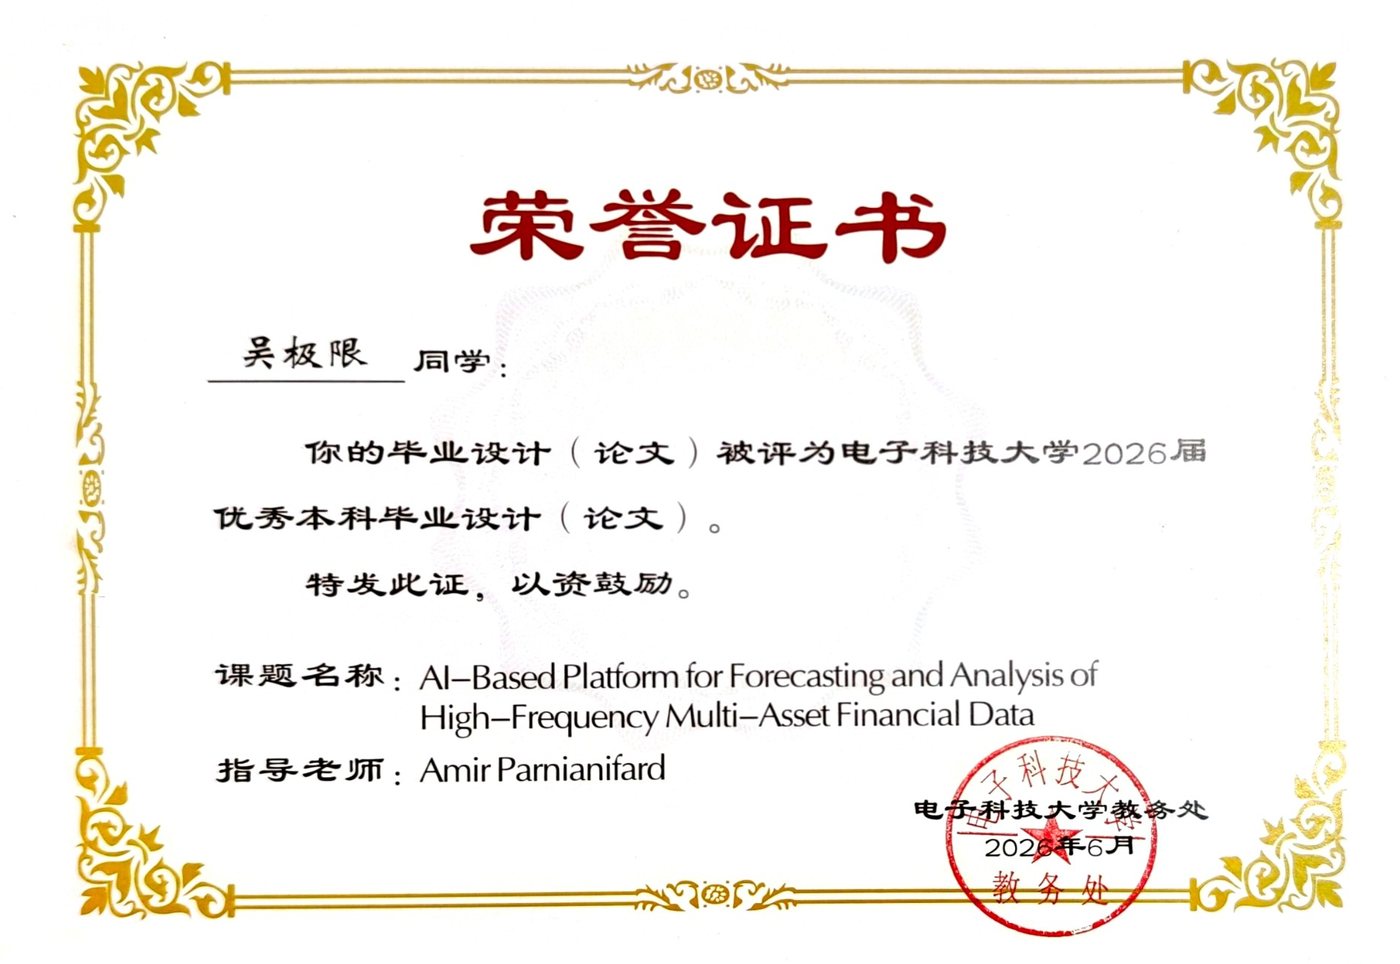 荣誉证书
吴极限 同学：
你的毕业设计（论文）被评为电子科技大学2026届
优秀本科毕业设计（论文）。
特发此证，以资鼓励。
课题名称：AI-Based Platform for Forecasting and Analysis of
High-Frequency Multi-Asset Financial Data
指导老师：Amir Parnianifard
电子科技大学教务处
2026年6月
电子科技大学
教务处